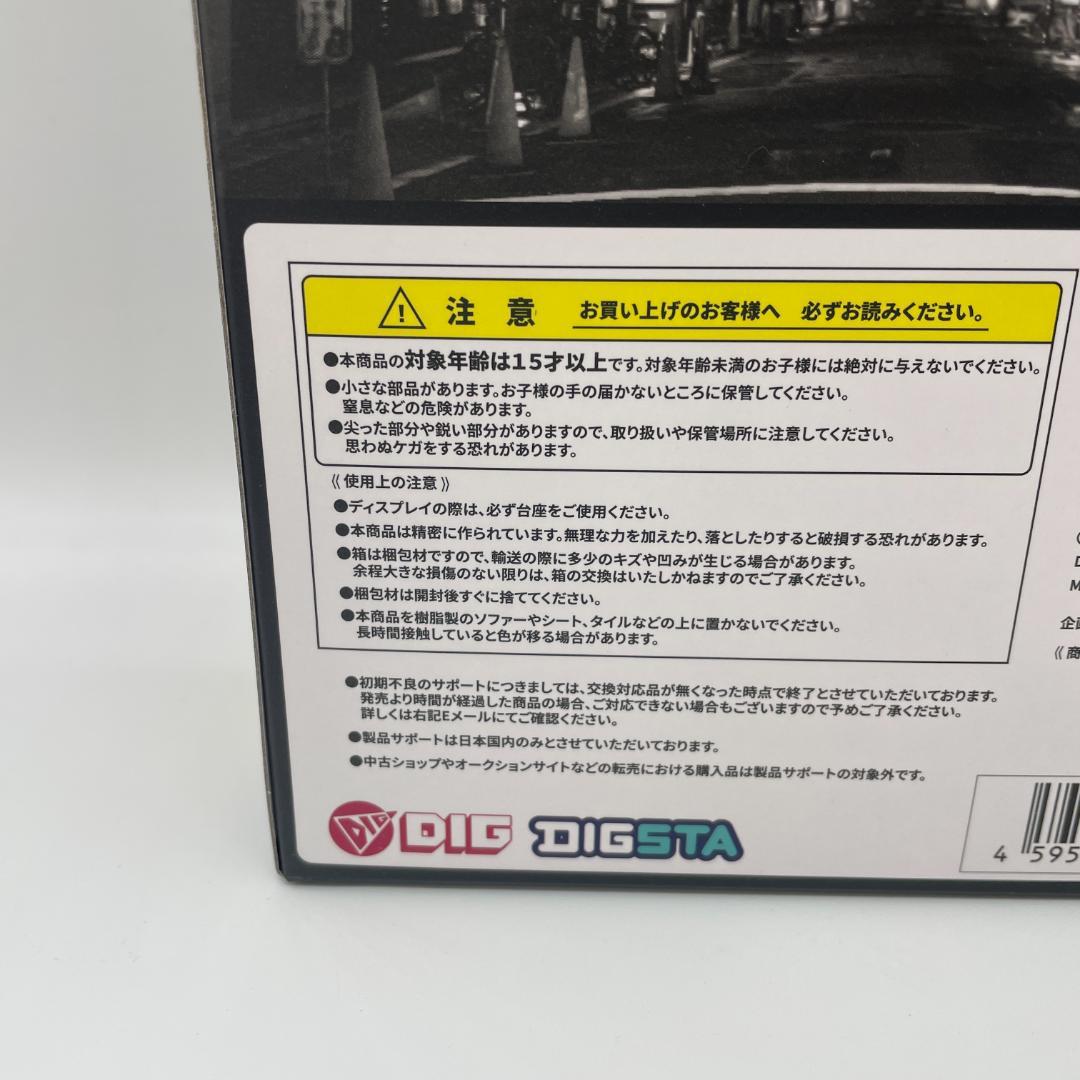 注 意 お買い上げのお客様へ 必ずお読みください。
●本商品の対象年齢は15才以上です。対象年齢未満のお子様には絶対に与えないでください。
●小さな部品があります。お子様の手の届かないところに保管してください。
窒息などの危険があります。
●尖った部分や鋭い部分がありますので、取り扱いや保管場所に注意してください。
思わぬケガをする恐れがあります。
《使用上の注意》
●ディスプレイの際は、必ず台座をご使用ください。
●本商品は精密に作られています。無理な力を加えたり、落としたりすると破損する恐れがあります。
●箱は梱包材ですので、輸送の際に多少のキズや凹みが生じる場合があります。
余程大きな損傷のない限りは、箱の交換はいたしかねますのでご了承ください。
●梱包材は開封後すぐに捨ててください。
●本商品を樹脂製のソファーやシート、タイルなどの上に置かないでください。
長時間接触していると色が移る場合があります。
●初期不良のサポートにつきましては、交換対応品が無くなった時点で終了とさせていただいております。
発売より時間が経過した商品の場合、ご対応できない場合もございますので予めご了承ください。
詳しくは右記Eメールにてご確認ください。
●製品サポートは日本国内のみとさせていただいております。
●中古ショップやオークションサイトなどの転売における購入品は製品サポートの対象外です。
DIG DIG DIGSTA
M
企
《商
4 595